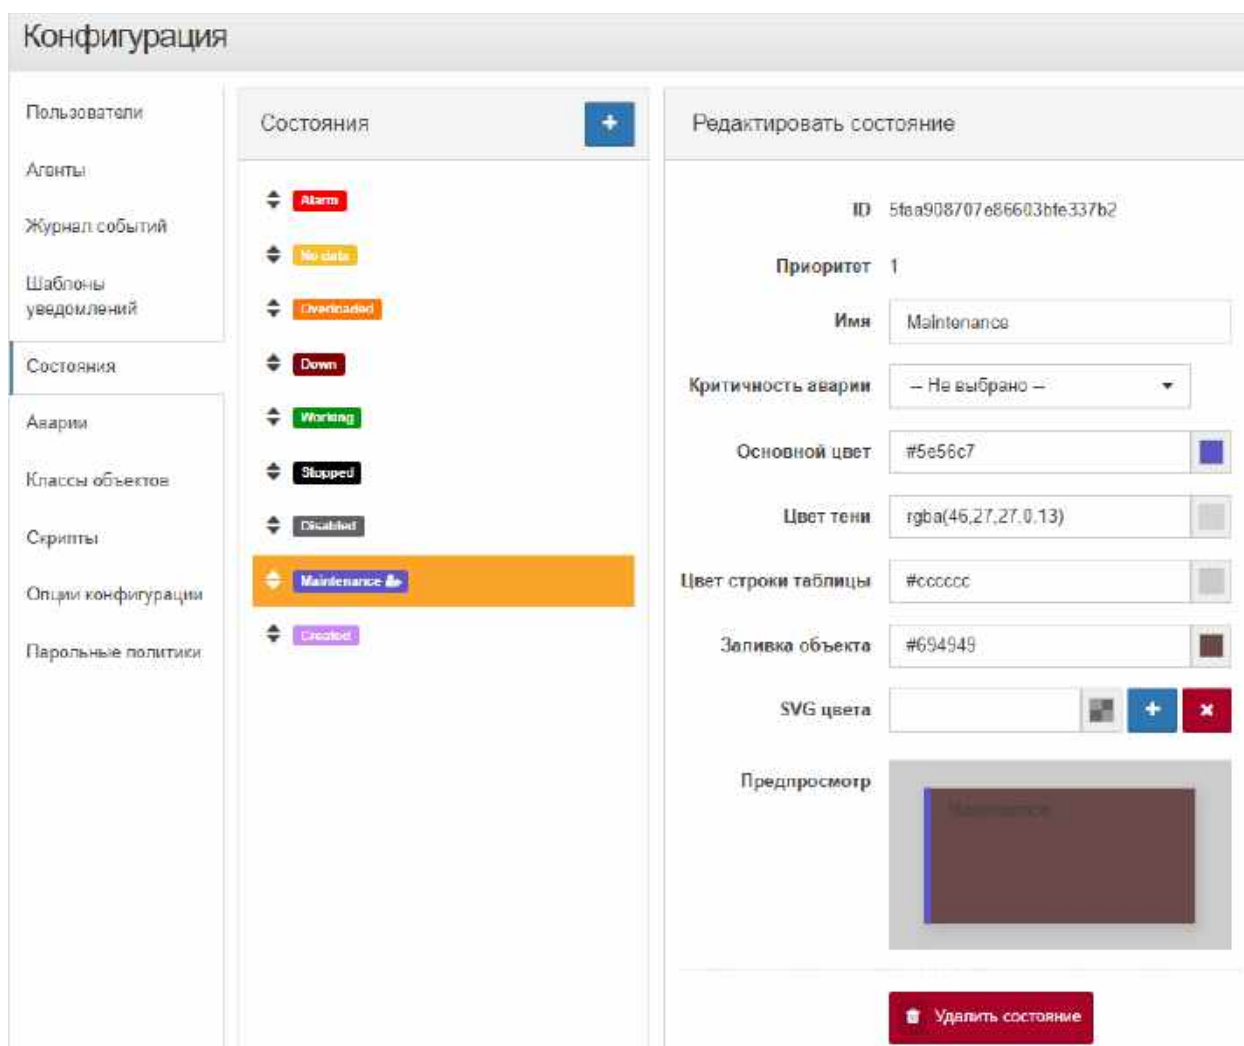 Конфигурация
Пользователи
Агенты
Журнал событий
Шаблоны
уведомлений
Состояния
Аварии
Классы объектов
Скрипты
Опции конфигурации
Парольные политики
Состояния
Alarm
No data
Overloaded
Down
Working
Stopped
Disabled
Maintenance
Created
Редактировать состояние
ID 5faa908707e86603bfe337b2
Приоритет 1
Имя Maintenance
Критичность аварии -- Не выбрано --
Основной цвет #5e56c7
Цвет тени rgba(46,27,27,0.13)
Цвет строки таблицы #cccccc
Заливка объекта #694949
SVG цвета
Предпросмотр
Maintenance
Удалить состояние